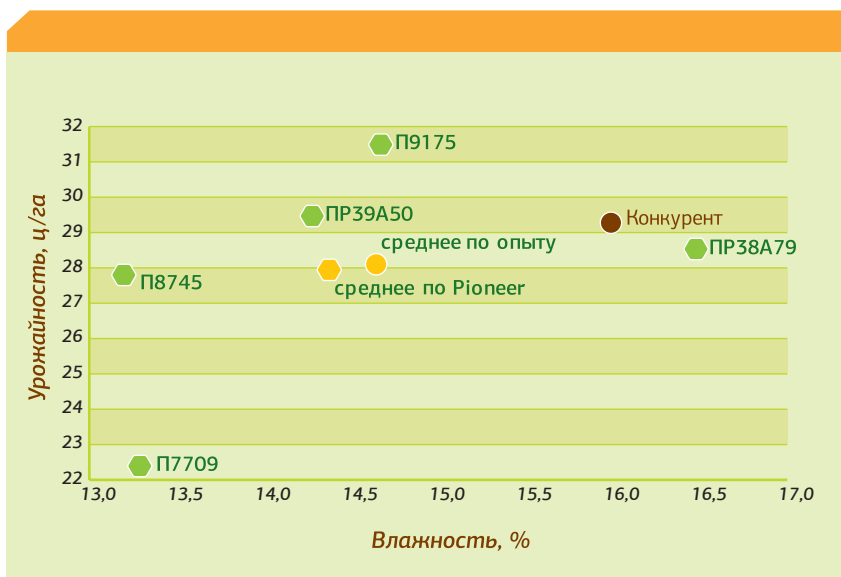 32
31
30
29
28
27
26
25
24
23
22
Урожайность, ц/га
П9175
ПР39А50
Конкурент
среднее по опыту
ПР38А79
П8745
среднее по Pioneer
П7709
13,0 13,5 14,0 14,5 15,0 15,5 16,0 16,5 17,0
Влажность, %